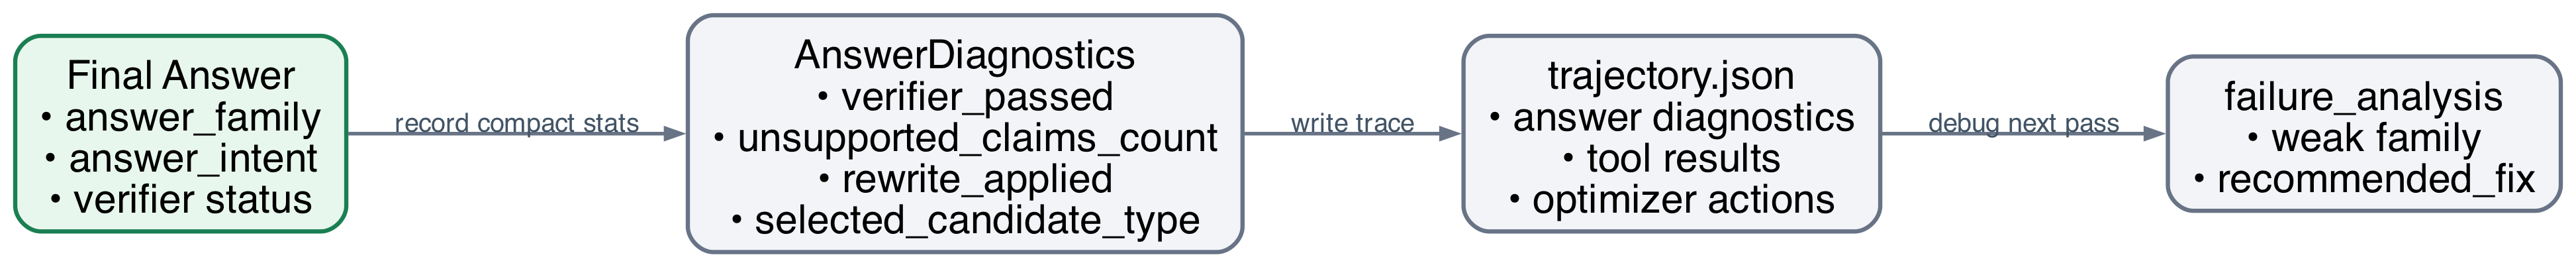 Final Answer
• answer_family
• answer_intent
• verifier status
record compact stats
AnswerDiagnostics
• verifier_passed
• unsupported_claims_count
• rewrite_applied
• selected_candidate_type
write trace
trajectory.json
• answer diagnostics
• tool results
• optimizer actions
debug next pass
failure_analysis
• weak family
• recommended_fix